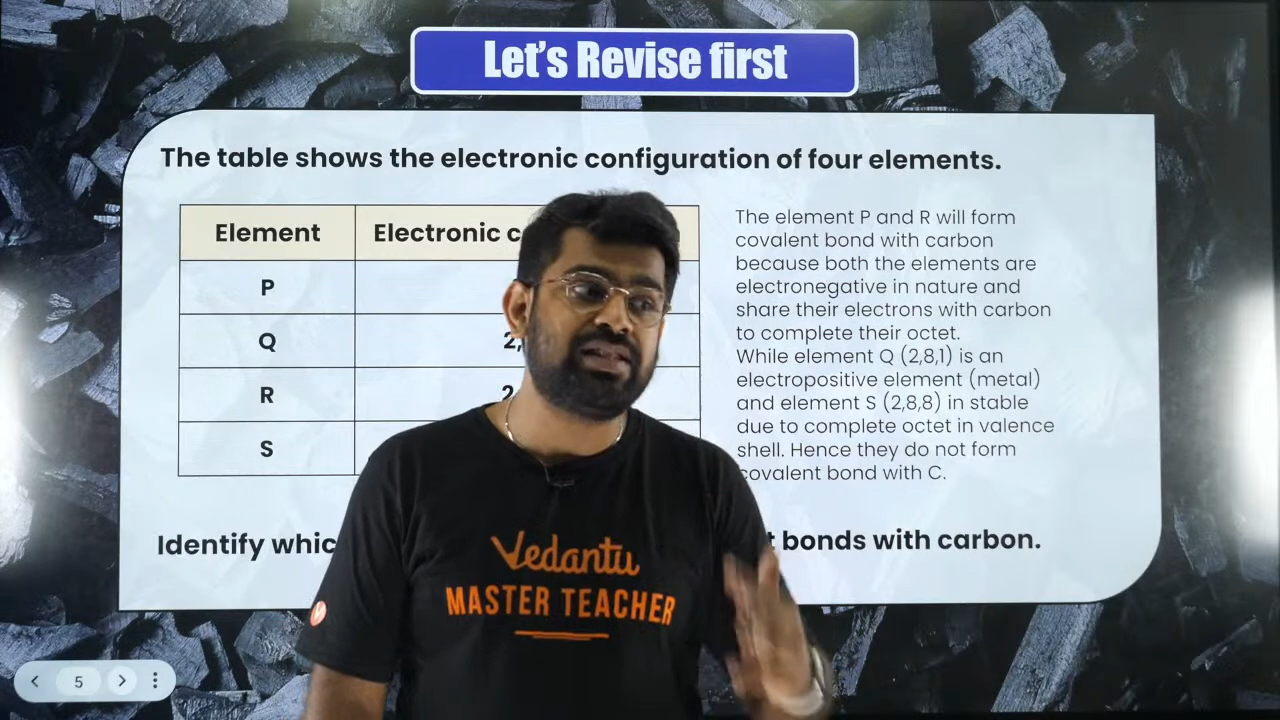 Let's Revise first
The table shows the electronic configuration of four elements.
Element
Electronic
P
Q
2,
R
2
S
The element P and R will form
covalent bond with carbon
because both the elements are
electronegative in nature and
share their electrons with carbon
to complete their octet.
While element Q (2,8,1) is an
electropositive element (metal)
and element S (2,8,8) in stable
due to complete octet in valence
shell. Hence they do not form
covalent bond with C.
Identify bonds with carbon.
Vedantu
MASTER TEACHER
5